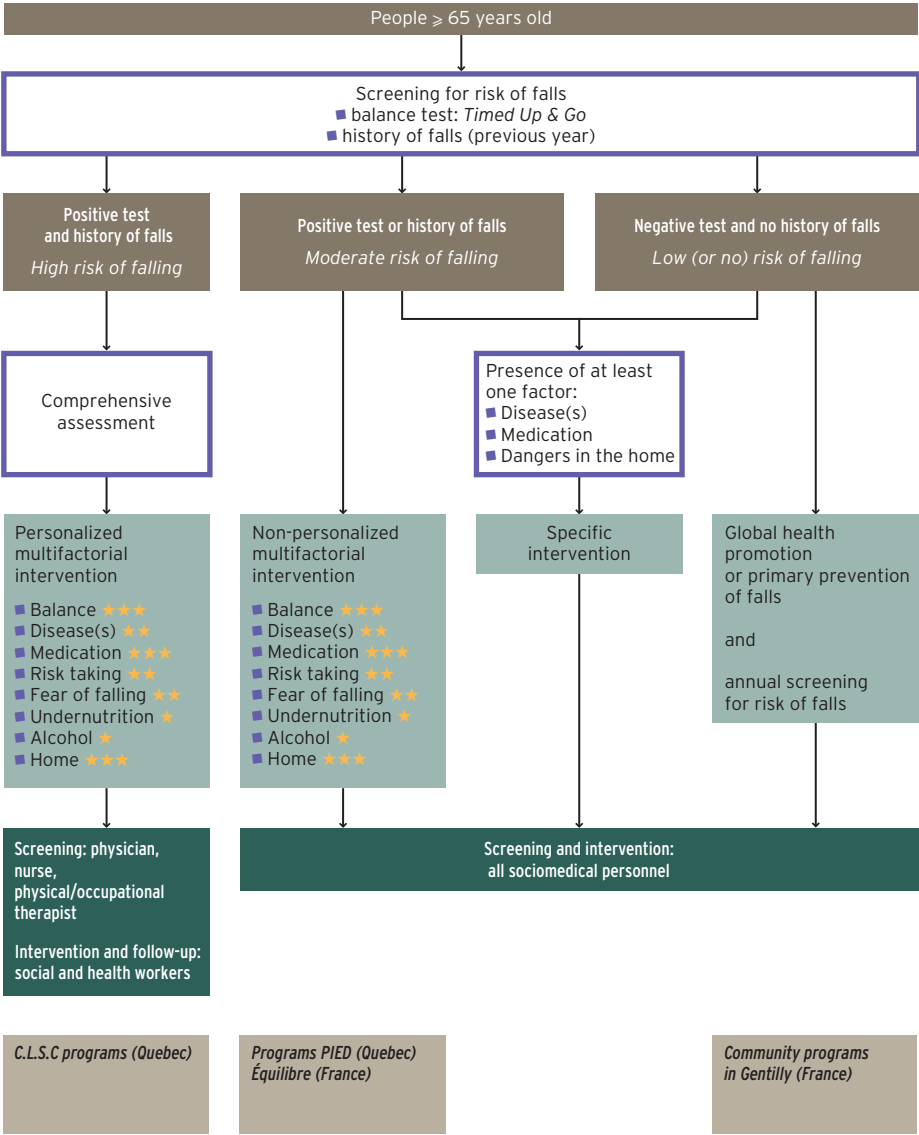 People ⩾ 65 years old
Screening for risk of falls
balance test: Timed Up & Go
history of falls (previous year)
Positive test
and history of falls
High risk of falling
Positive test or history of falls
Moderate risk of falling
Negative test and no history of falls
Low (or no) risk of falling
Comprehensive
assessment
Presence of at least
one factor:
Disease(s)
Medication
Dangers in the home
Personalized
multifactorial
intervention
Balance ★★★
Disease(s) ★★
Medication ★★★
Risk taking ★★
Fear of falling ★★
Undernutrition ★
Alcohol ★
Home ★★★
Non-personalized
multifactorial
intervention
Balance ★★★
Disease(s) ★★
Medication ★★★
Risk taking ★★
Fear of falling ★★
Undernutrition ★
Alcohol ★
Home ★★★
Specific
intervention
Global health
promotion
or primary prevention
of falls
and
annual screening
for risk of falls
Screening: physician,
nurse,
physical/occupational
therapist
Intervention and follow-up:
social and health workers
Screening and intervention:
all sociomedical personnel
C.L.S.C programs (Quebec)
Programs PIED (Quebec)
Équilibre (France)
Community programs
in Gentilly (France)